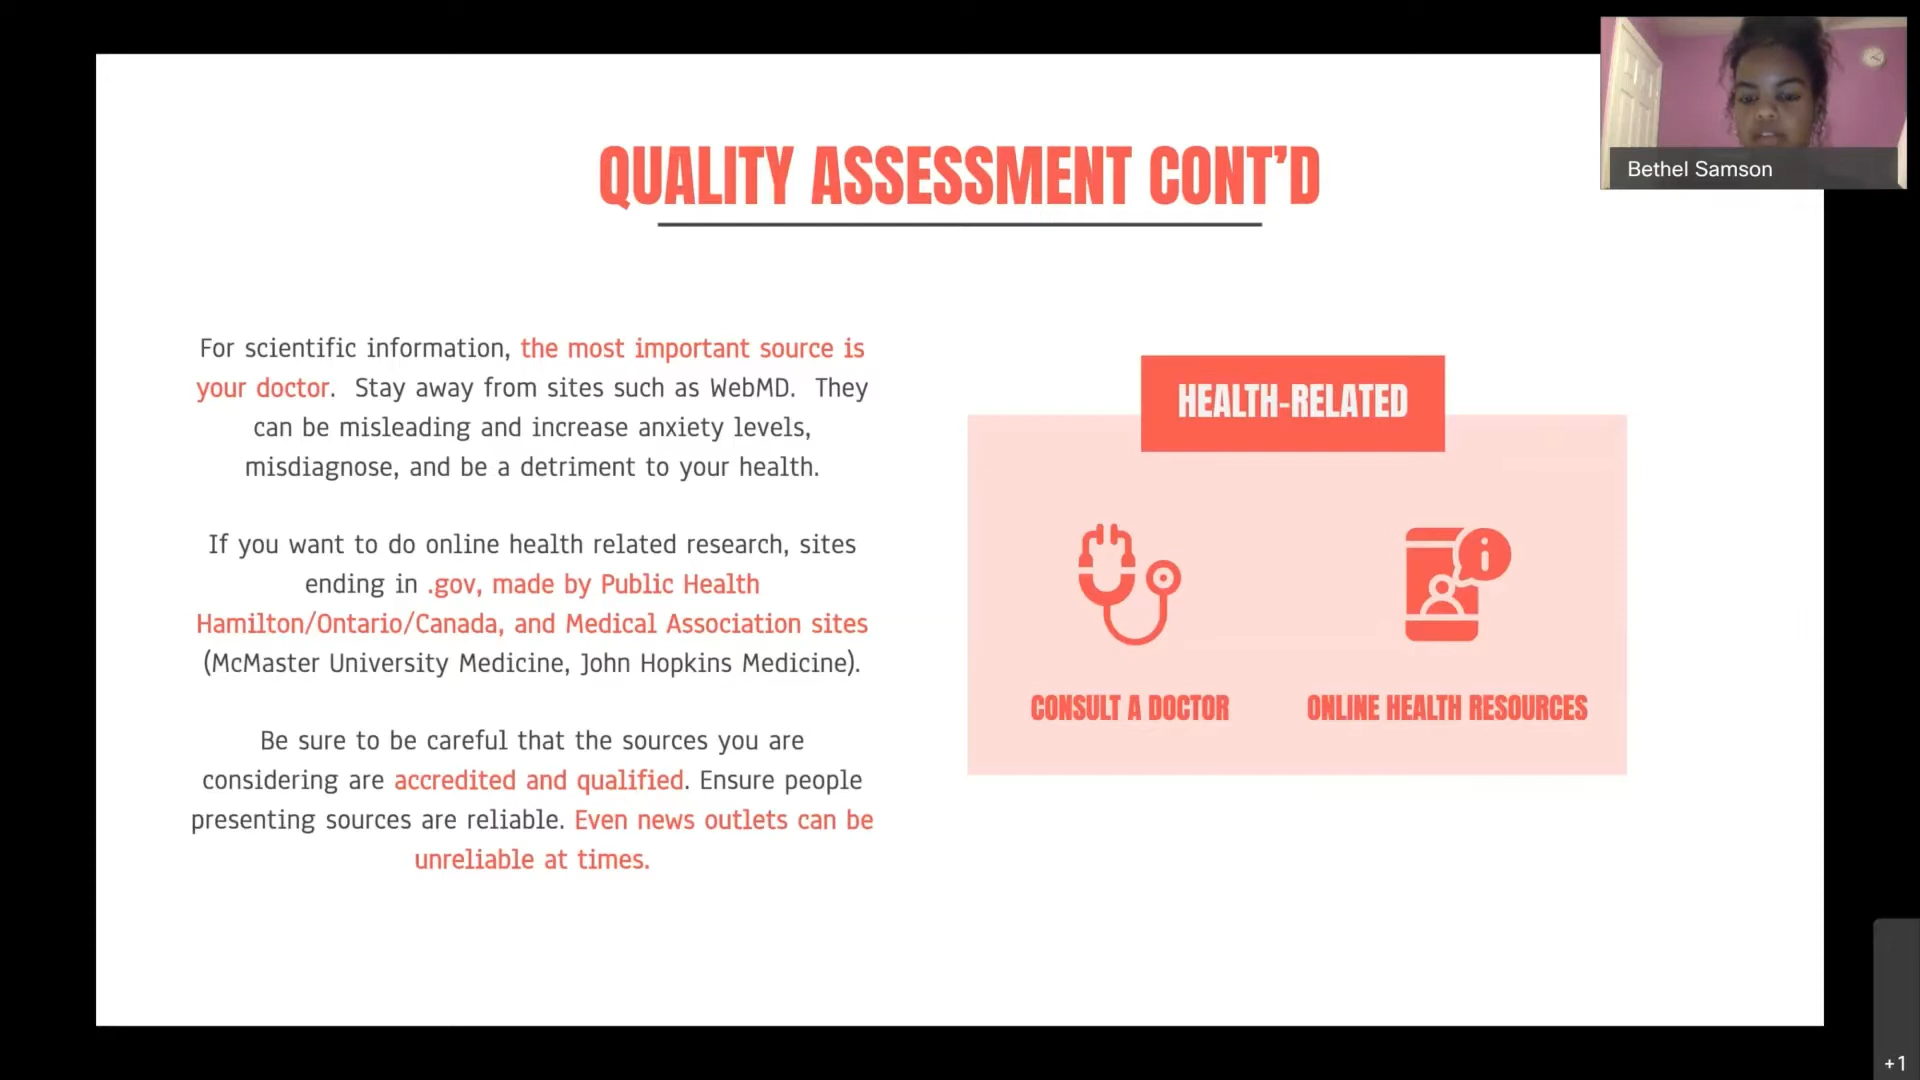 Bethel Samson
QUALITY ASSESSMENT CONT’D
For scientific information, the most important source is
your doctor. Stay away from sites such as WebMD. They
can be misleading and increase anxiety levels,
misdiagnose, and be a detriment to your health.
If you want to do online health related research, sites
ending in .gov, made by Public Health
Hamilton/Ontario/Canada, and Medical Association sites
(McMaster University Medicine, John Hopkins Medicine).
Be sure to be careful that the sources you are
considering are accredited and qualified. Ensure people
presenting sources are reliable. Even news outlets can be
unreliable at times.
HEALTH-RELATED
CONSULT A DOCTOR
ONLINE HEALTH RESOURCES
+1